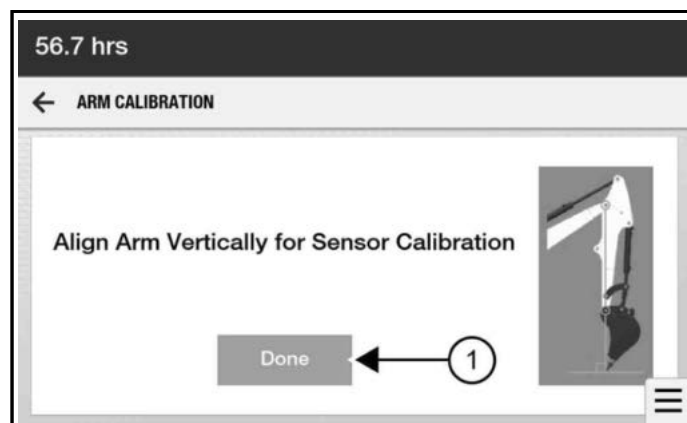 56.7 hrs
ARM CALIBRATION
Align Arm Vertically for Sensor Calibration
Done
1